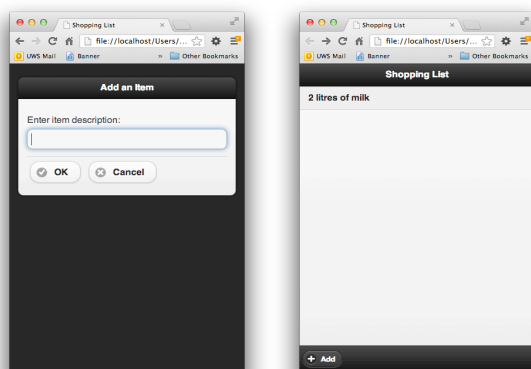 Shopping List
file://localhost/Users/...
UWS Mail Banner » Other Bookmarks
Add an Item
Enter item description:
OK Cancel
Shopping List
file://localhost/Users/...
UWS Mail Banner » Other Bookmarks
Shopping List
2 litres of milk
+ Add